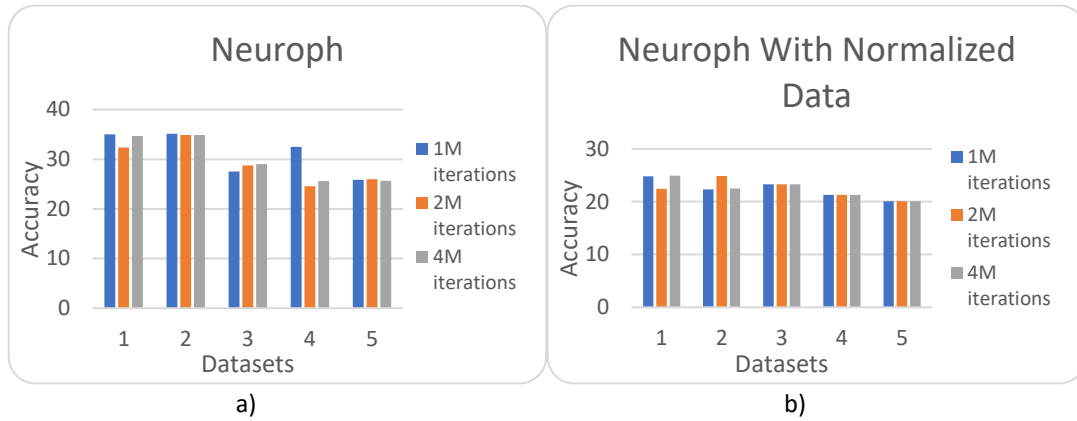 Neuroph
40
30
20
10
0
Accuracy
1 2 3 4 5
Datasets
1M
iterations
2M
iterations
4M
iterations
a)
Neuroph With Normalized
Data
30
20
10
0
Accuracy
1 2 3 4 5
Datasets
1M
iterations
2M
iterations
4M
iterations
b)